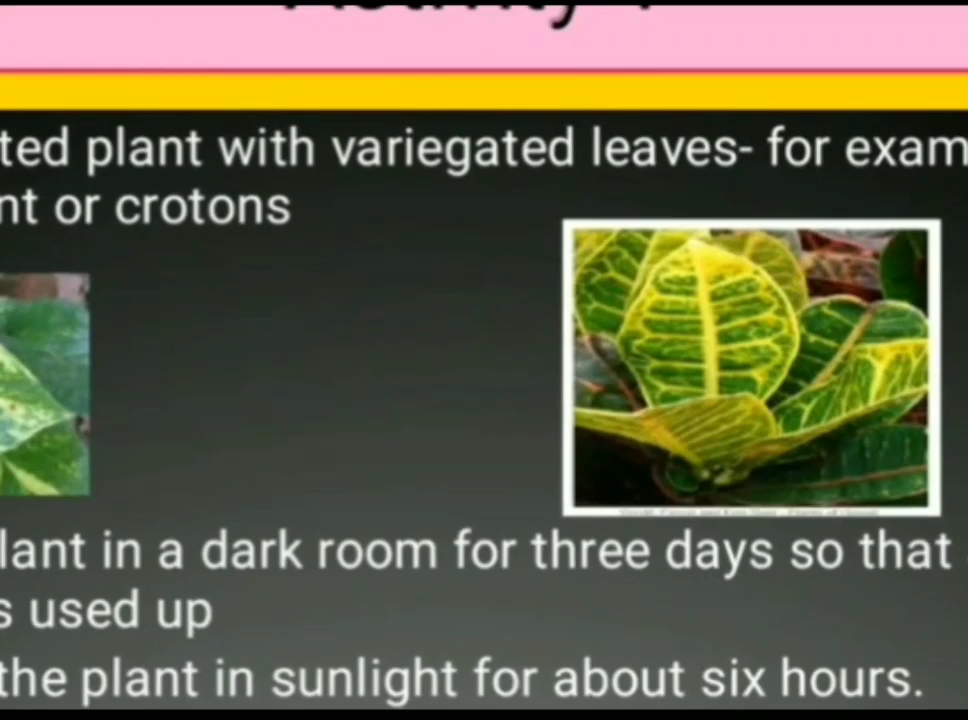 Activity
ted plant with variegated leaves- for exam
nt or crotons
lant in a dark room for three days so that
s used up
the plant in sunlight for about six hours.